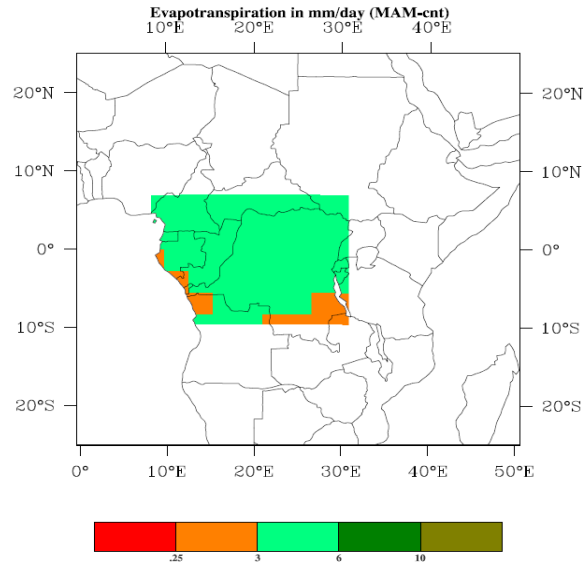 Evapotranspiration in mm/day (MAM-cnt)
10°E 20°E 30°E 40°E
20°N 20°N
10°N 10°N
0° 0°
10°S 10°S
20°S 20°S
0° 10°E 20°E 30°E 40°E 50°E
.25 3 6 10